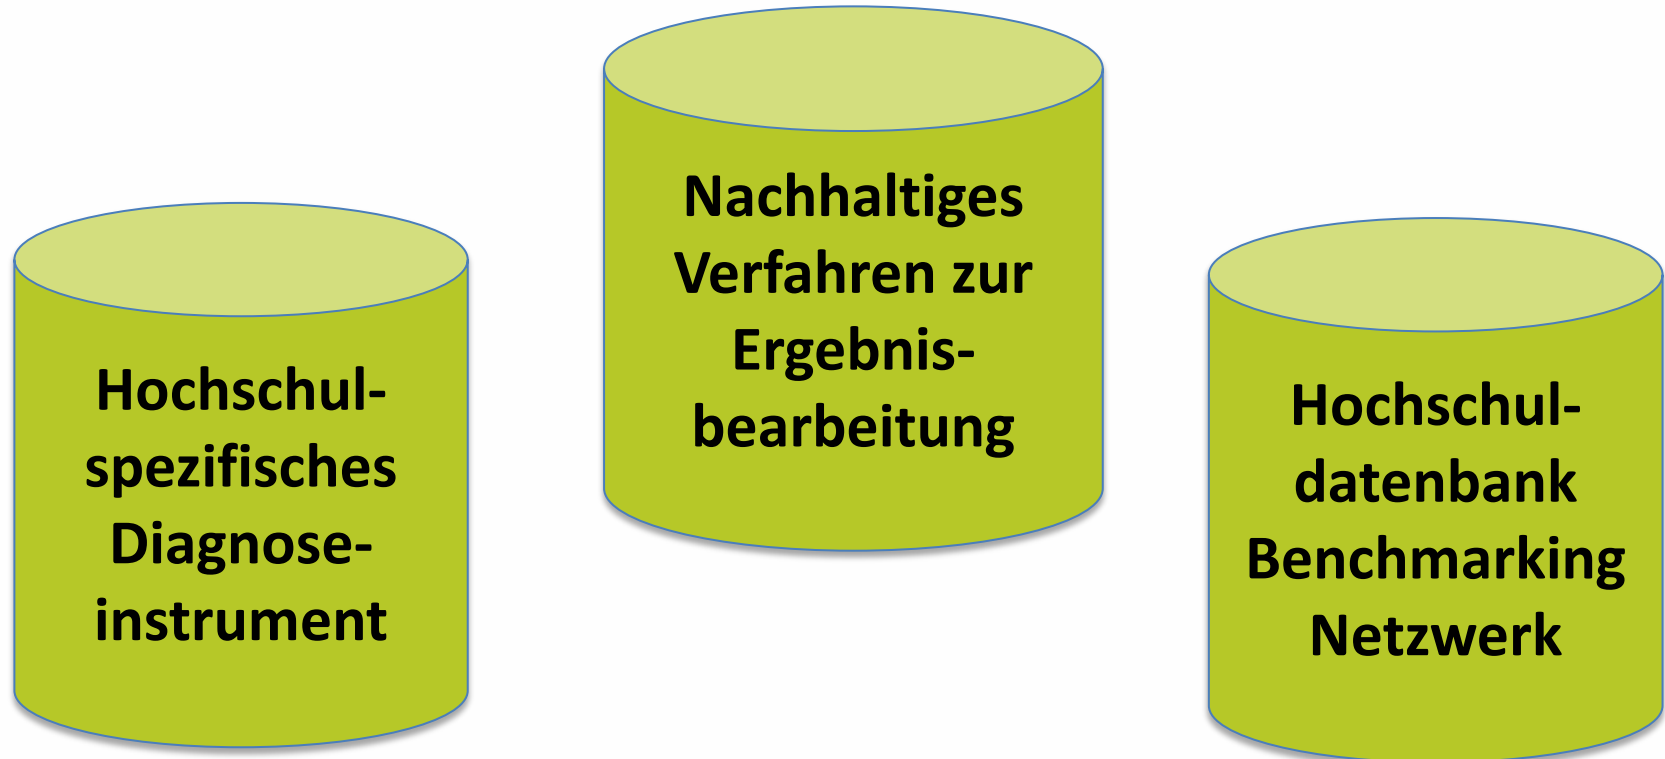 Hochschul-
spezifisches
Diagnose-
instrument
Nachhaltiges
Verfahren zur
Ergebnis-
bearbeitung
Hochschul-
datenbank
Benchmarking
Netzwerk